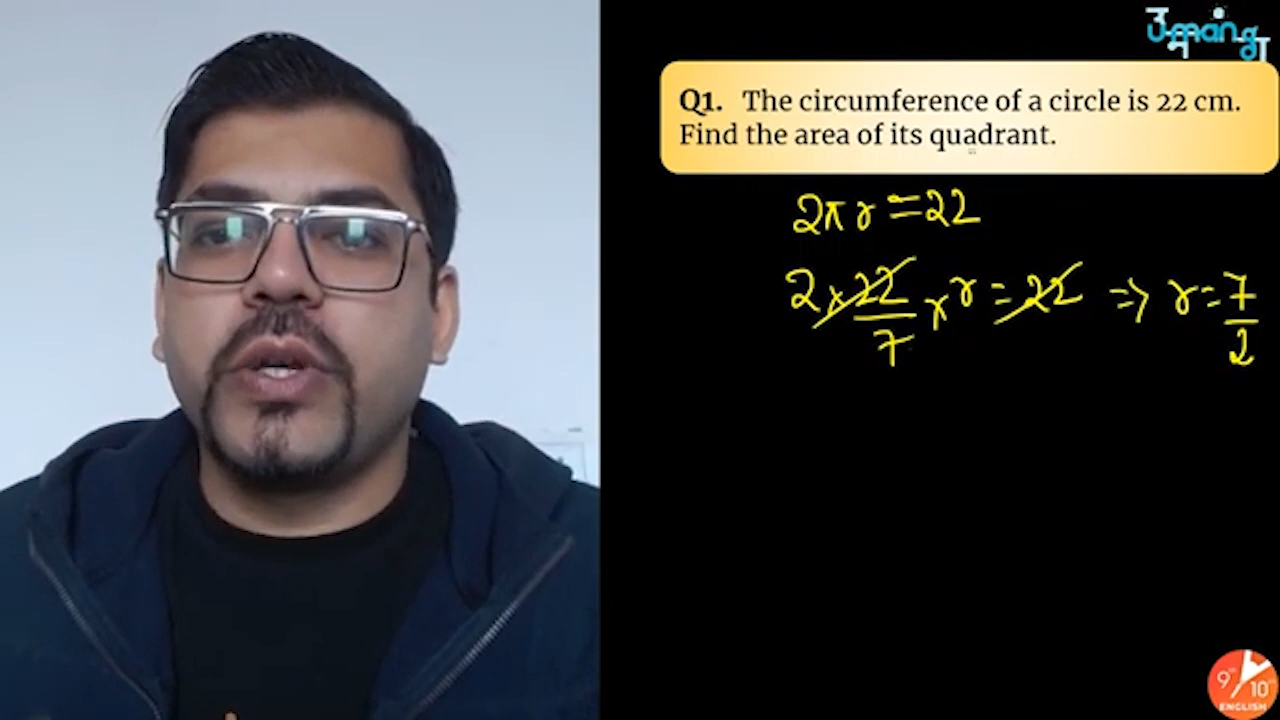 उमंग
Umang
Q1. The circumference of a circle is 22 cm.
Find the area of its quadrant.
2πr = 22
2 × 22/7 × r = 22 ⇒ r = 7/2
9th 10th
ENGLISH